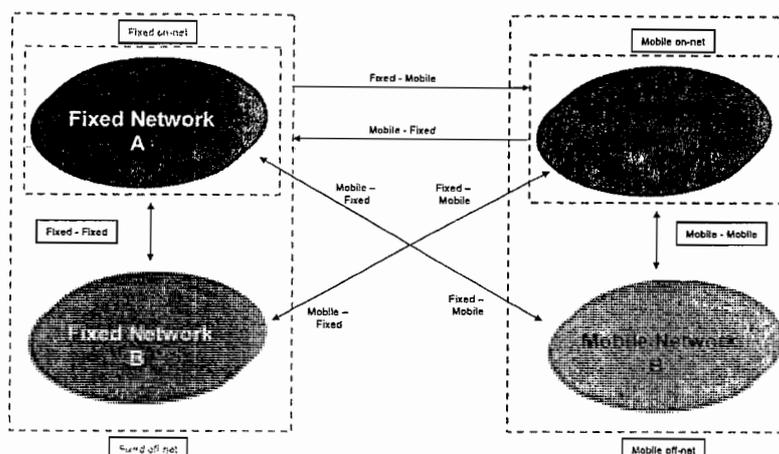 Fixed on-net
Mobile on-net
Fixed - Mobile
Fixed Network
A
Mobile - Fixed
Mobile –
Fixed
Fixed –
Mobile
Fixed - Fixed
Mobile - Mobile
Mobile –
Fixed
Fixed –
Mobile
Fixed Network
B
Mobile Network
B
Fixed off-net
Mobile off-net